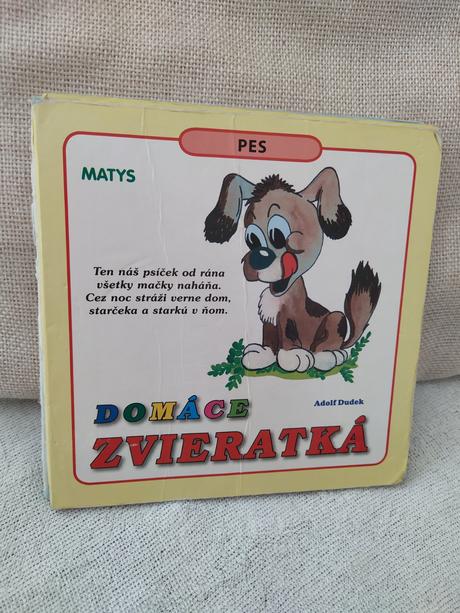 PES
MATYS
Ten náš psíček od rána
všetky mačky naháňa.
Cez noc stráži verne dom,
starčeka a starkú v ňom.
Adolf Dudek
DOMÁCE
ZVIERATKÁ